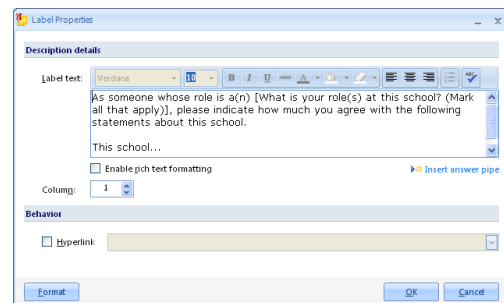 Label Properties
Description details
Label text:
Verdana 10 B I U abc A ABC
As someone whose role is a(n) [What is your role(s) at this school? (Mark
all that apply)], please indicate how much you agree with the following
statements about this school.
This school...
Enable rich text formatting
Insert answer pipe
Column: 1
Behavior
Hyperlink
Format OK Cancel